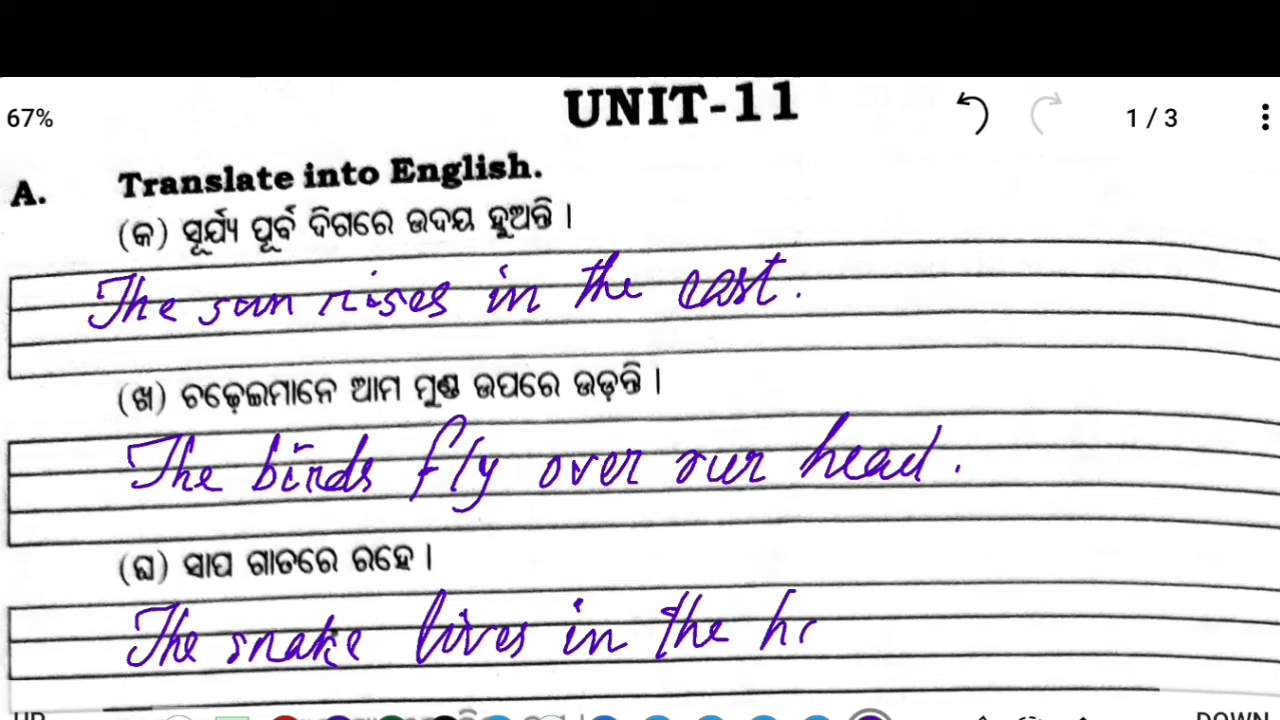 UNIT-11
67%
1 / 3
A. Translate into English.
(କ) ସୂର୍ଯ୍ୟ ପୂର୍ବ ଦିଗରେ ଉଦୟ ହୁଅନ୍ତି ।
The sun rises in the east.
(ଖ) ଚଢ଼େଇମାନେ ଆମ ମୁଣ୍ଡ ଉପରେ ଉଡ଼ନ୍ତି ।
The birds fly over our head.
(ଘ) ସାପ ଗାତରେ ରହେ ।
The snake lives in the